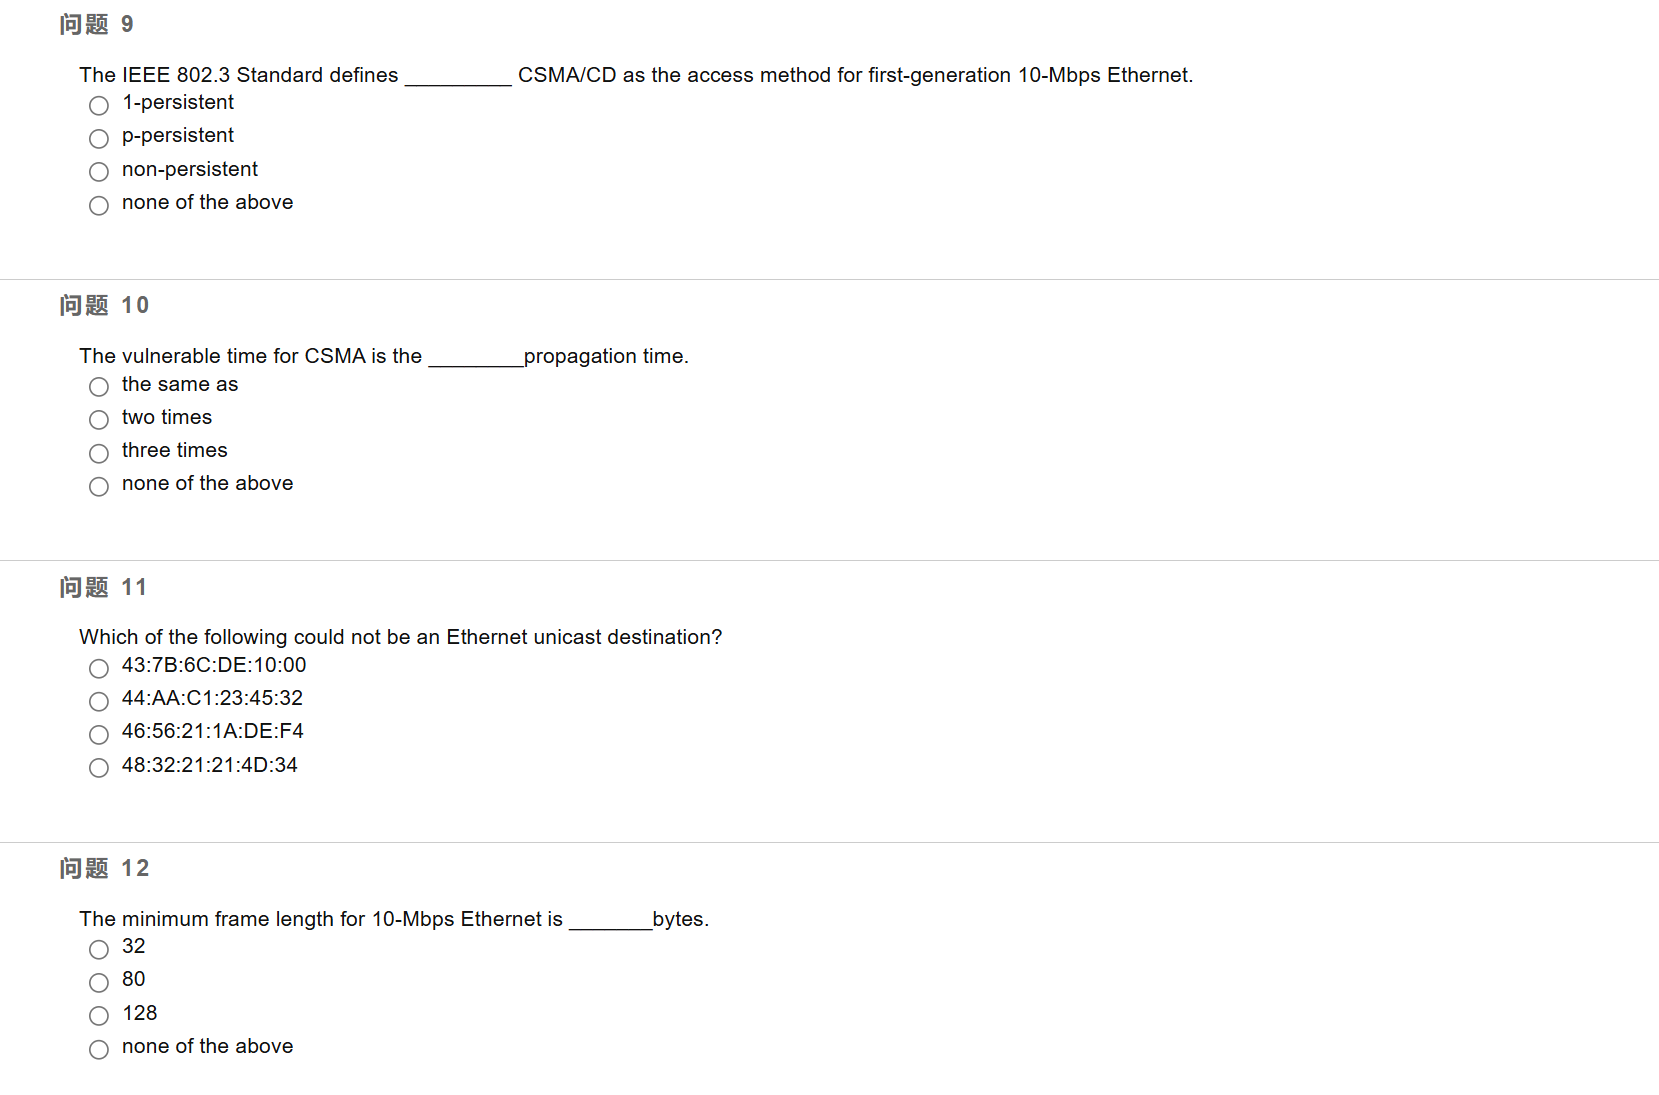 问题 9
The IEEE 802.3 Standard defines __________ CSMA/CD as the access method for first-generation 10-Mbps Ethernet.
1-persistent
p-persistent
non-persistent
none of the above
问题 10
The vulnerable time for CSMA is the _________propagation time.
the same as
two times
three times
none of the above
问题 11
Which of the following could not be an Ethernet unicast destination?
43:7B:6C:DE:10:00
44:AA:C1:23:45:32
46:56:21:1A:DE:F4
48:32:21:21:4D:34
问题 12
The minimum frame length for 10-Mbps Ethernet is ________bytes.
32
80
128
none of the above